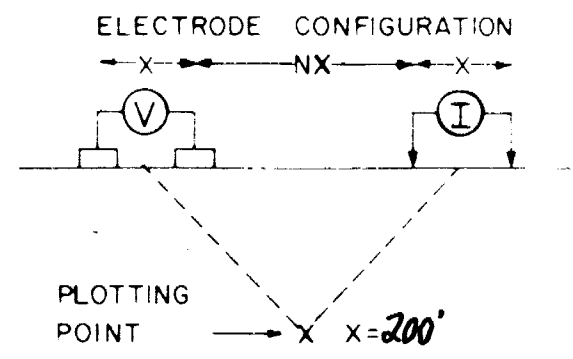 ELECTRODE CONFIGURATION
X NX X
V I
PLOTTING
POINT X X=200'